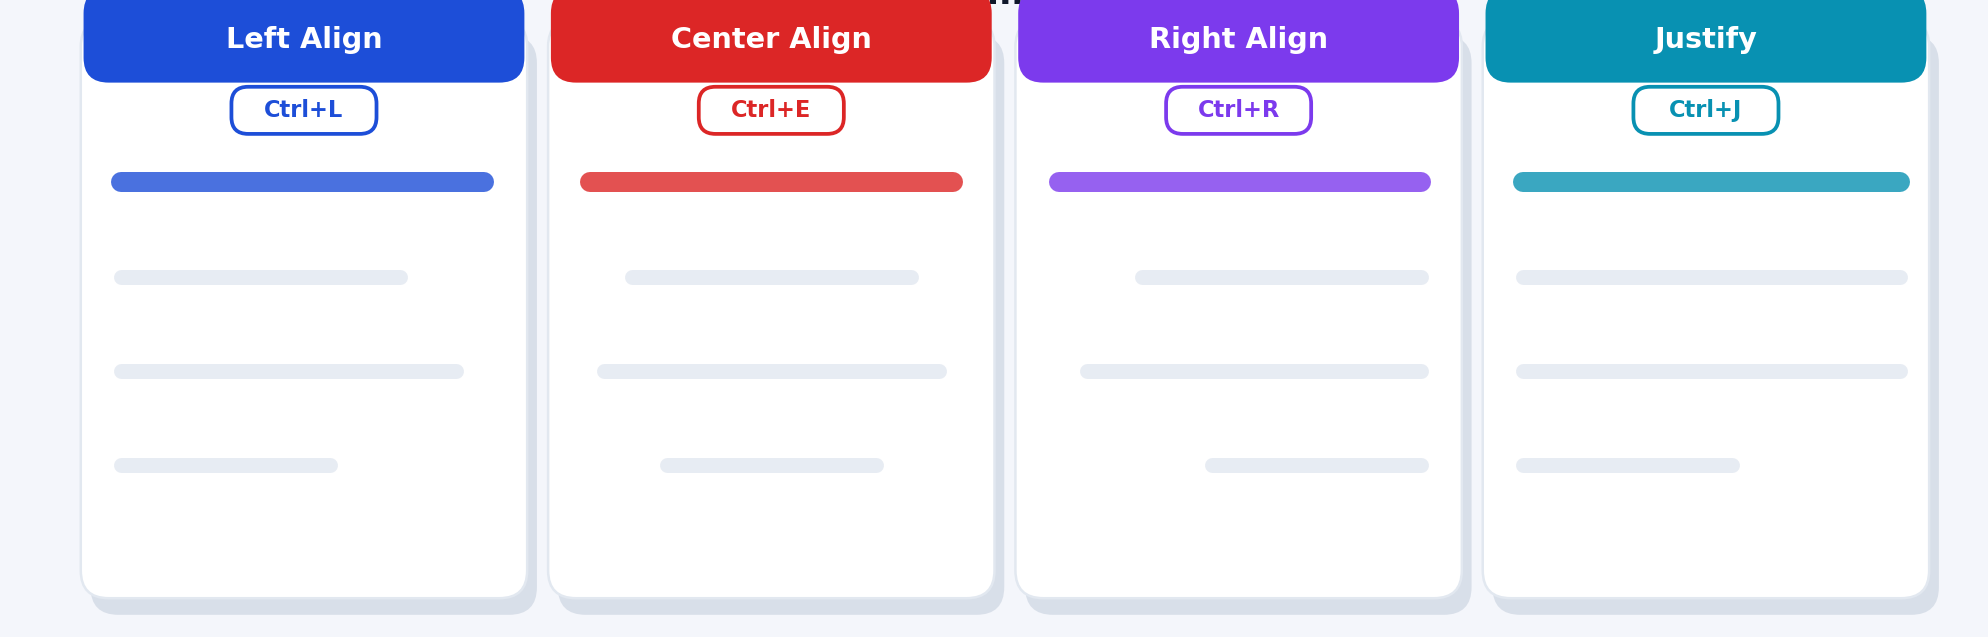 Left Align
Ctrl+L
Center Align
Ctrl+E
Right Align
Ctrl+R
Justify
Ctrl+J